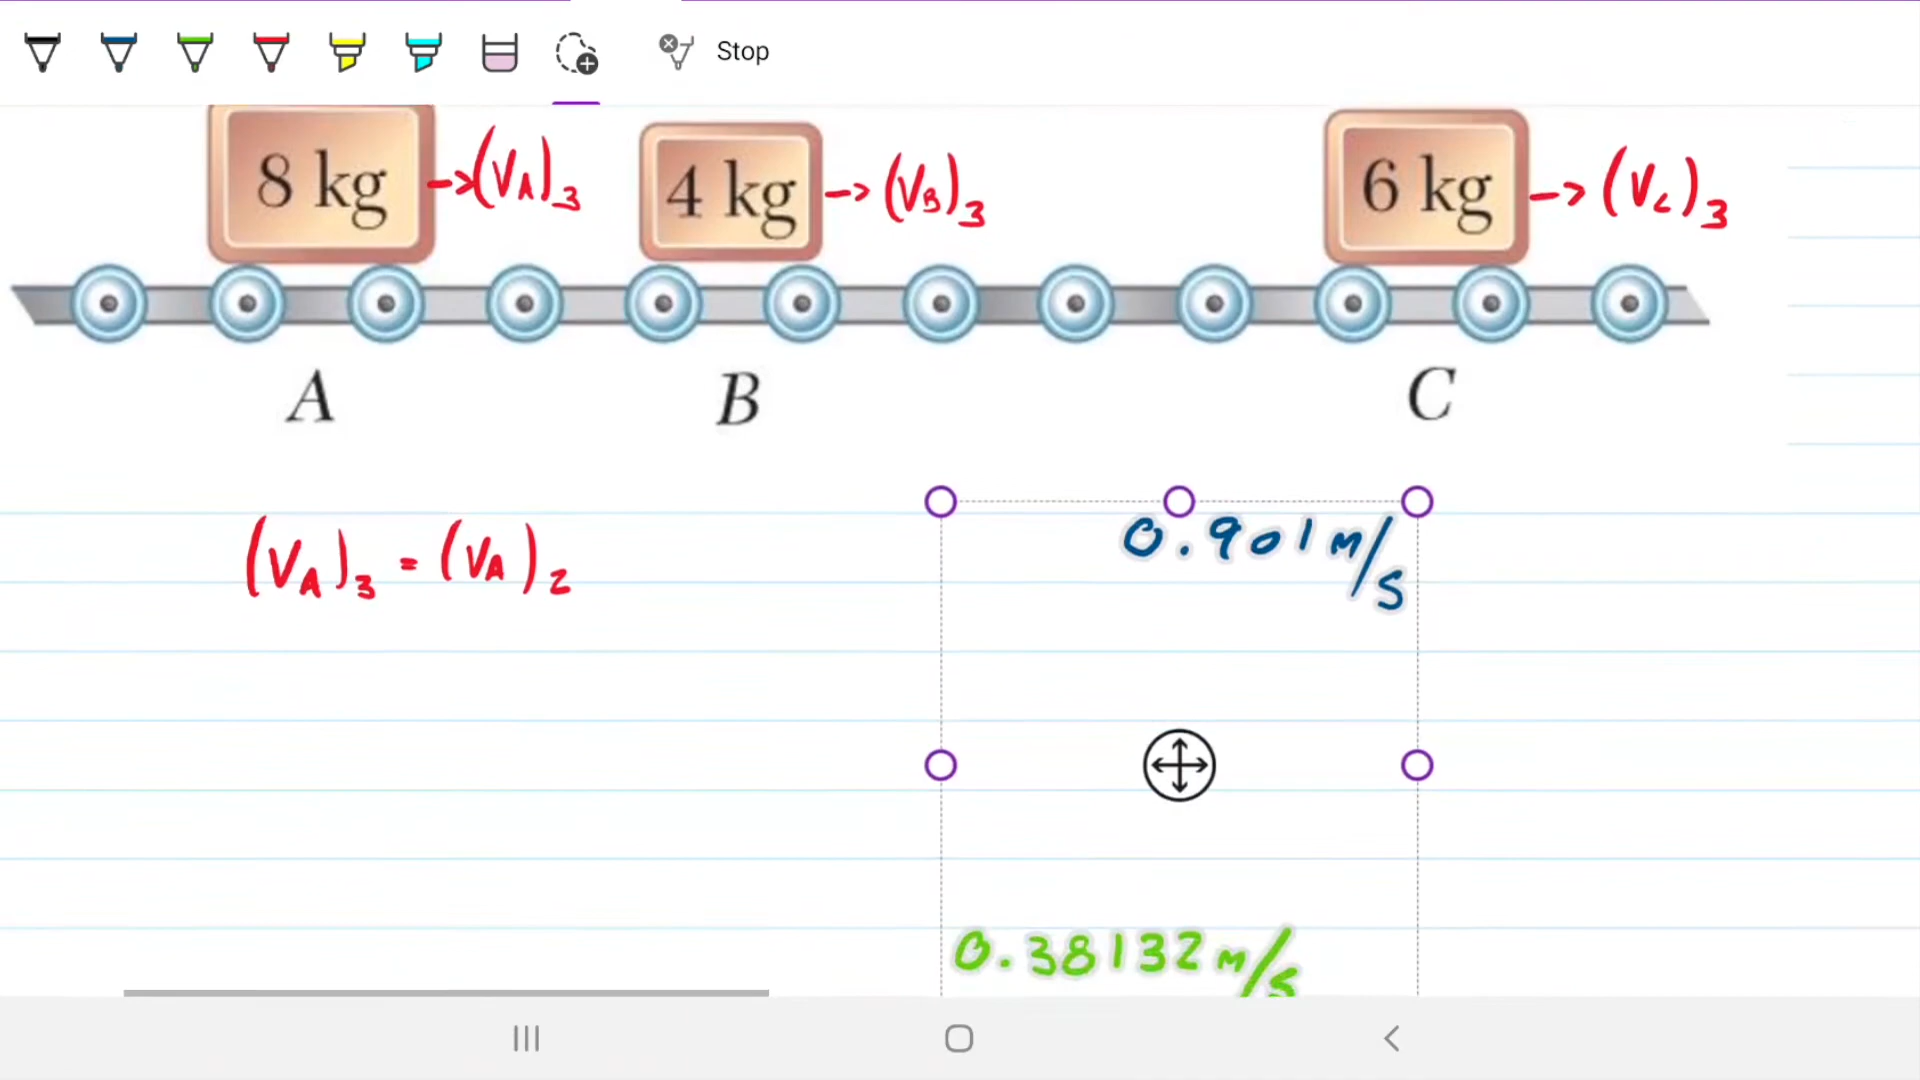 Stop
8 kg →(VA)3 4 kg →(VB)3 6 kg →(VC)3
A B C
(VA)3 = (VA)2
0.901 m/s
0.38132 m/s